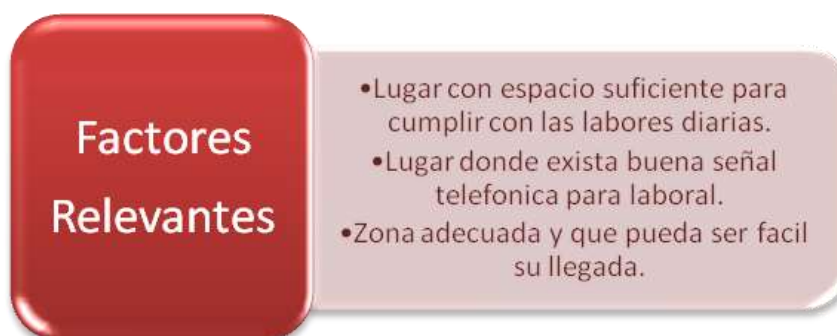 Factores
Relevantes
•Lugar con espacio suficiente para
cumplir con las labores diarias.
•Lugar donde exista buena señal
telefonica para laboral.
•Zona adecuada y que pueda ser facil
su llegada.